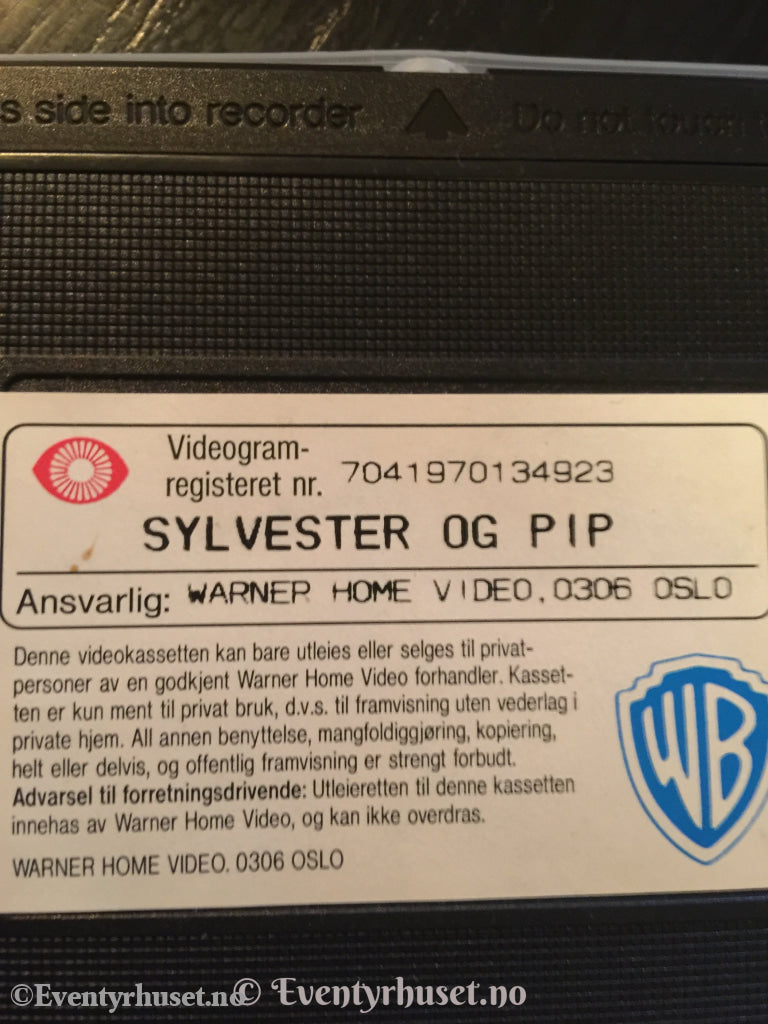 s side into recorder Do not touch
Videogram-
registeret nr. 7041970134923
SYLVESTER OG PIP
Ansvarlig: WARNER HOME VIDEO, 0306 OSLO
Denne videokassetten kan bare utleies eller selges til privat-
personer av en godkjent Warner Home Video forhandler. Kasset-
ten er kun ment til privat bruk, d.v.s. til framvisning uten vederlag i
private hjem. All annen benyttelse, mangfoldiggjøring, kopiering,
helt eller delvis, og offentlig framvisning er strengt forbudt.
Advarsel til forretningsdrivende: Utleieretten til denne kassetten
innehas av Warner Home Video, og kan ikke overdras.
WARNER HOME VIDEO. 0306 OSLO
WB
©Eventyrhuset.no © Eventyrhuset.no